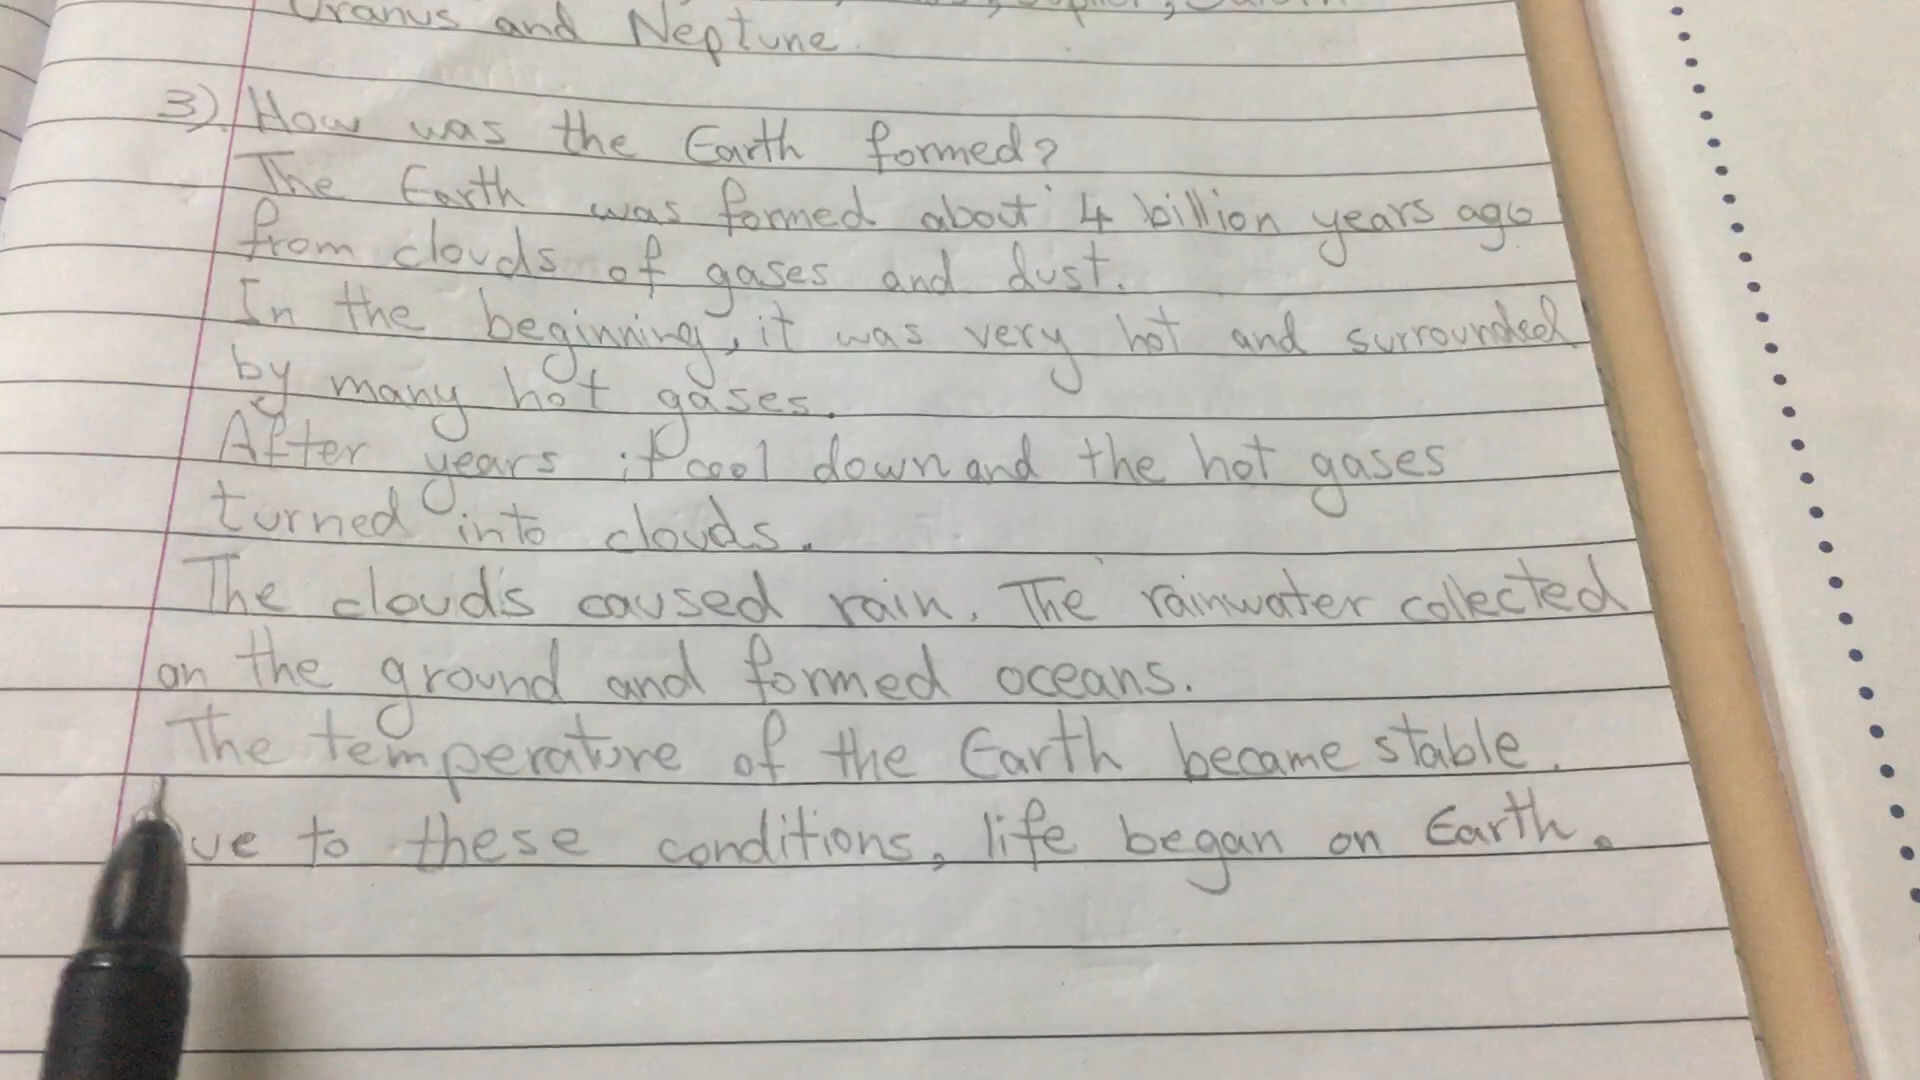 Uranus and Neptune.
3) How was the Earth formed?
The Earth was formed about 4 billion years ago
from clouds of gases and dust.
In the beginning, it was very hot and surrounded
by many hot gases.
After years it cool down and the hot gases
turned into clouds.
The clouds caused rain. The rainwater collected
on the ground and formed oceans.
The temperature of the Earth became stable.
Due to these conditions, life began on Earth.